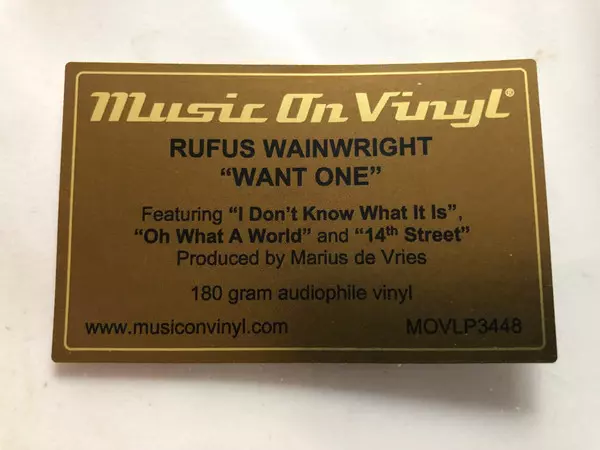 Music On Vinyl®
RUFUS WAINWRIGHT
“WANT ONE”
Featuring “I Don’t Know What It Is”,
“Oh What A World” and “14th Street”
Produced by Marius de Vries
180 gram audiophile vinyl
www.musiconvinyl.com MOVLP3448